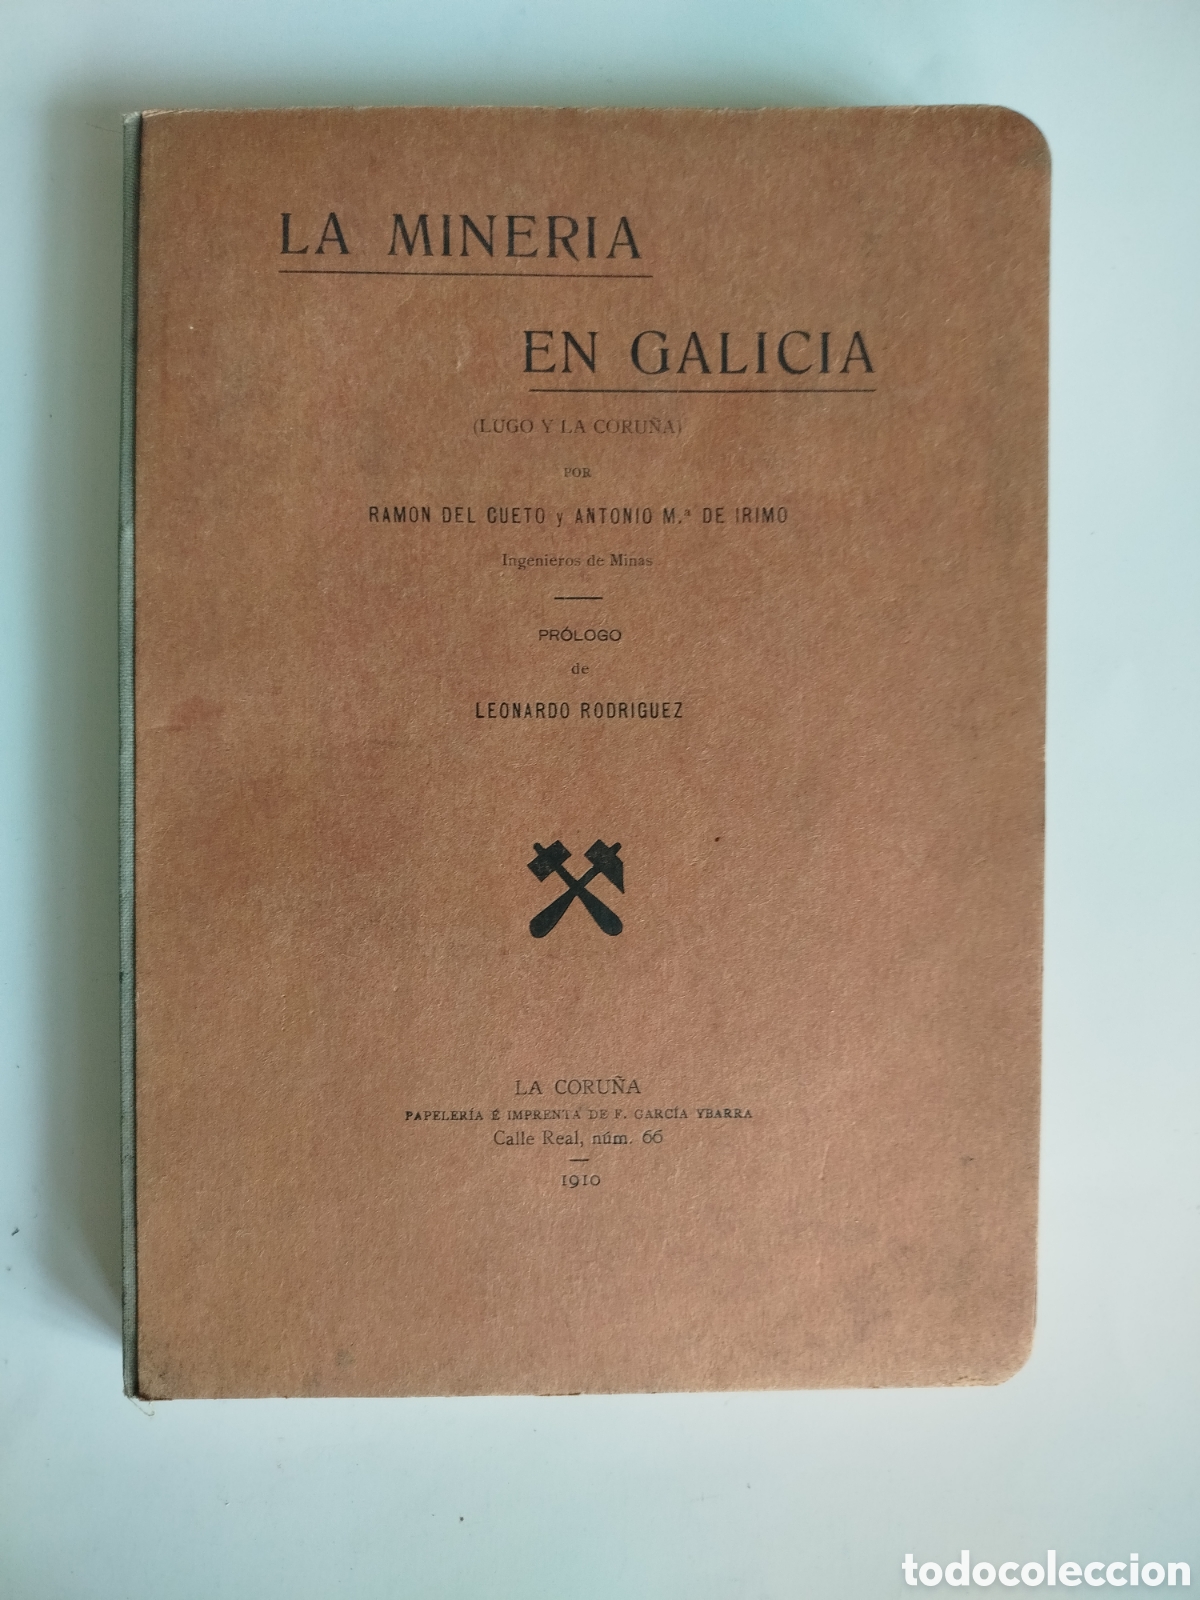 LA MINERIA
EN GALICIA
(LUGO Y LA CORUÑA)
POR
RAMON DEL CUETO y ANTONIO M.ª DE IRIMO
Ingenieros de Minas
PRÓLOGO
de
LEONARDO RODRIGUEZ
LA CORUÑA
PAPELERÍA É IMPRENTA DE F. GARCÍA YBARRA
Calle Real, núm. 66
1910
todocoleccion